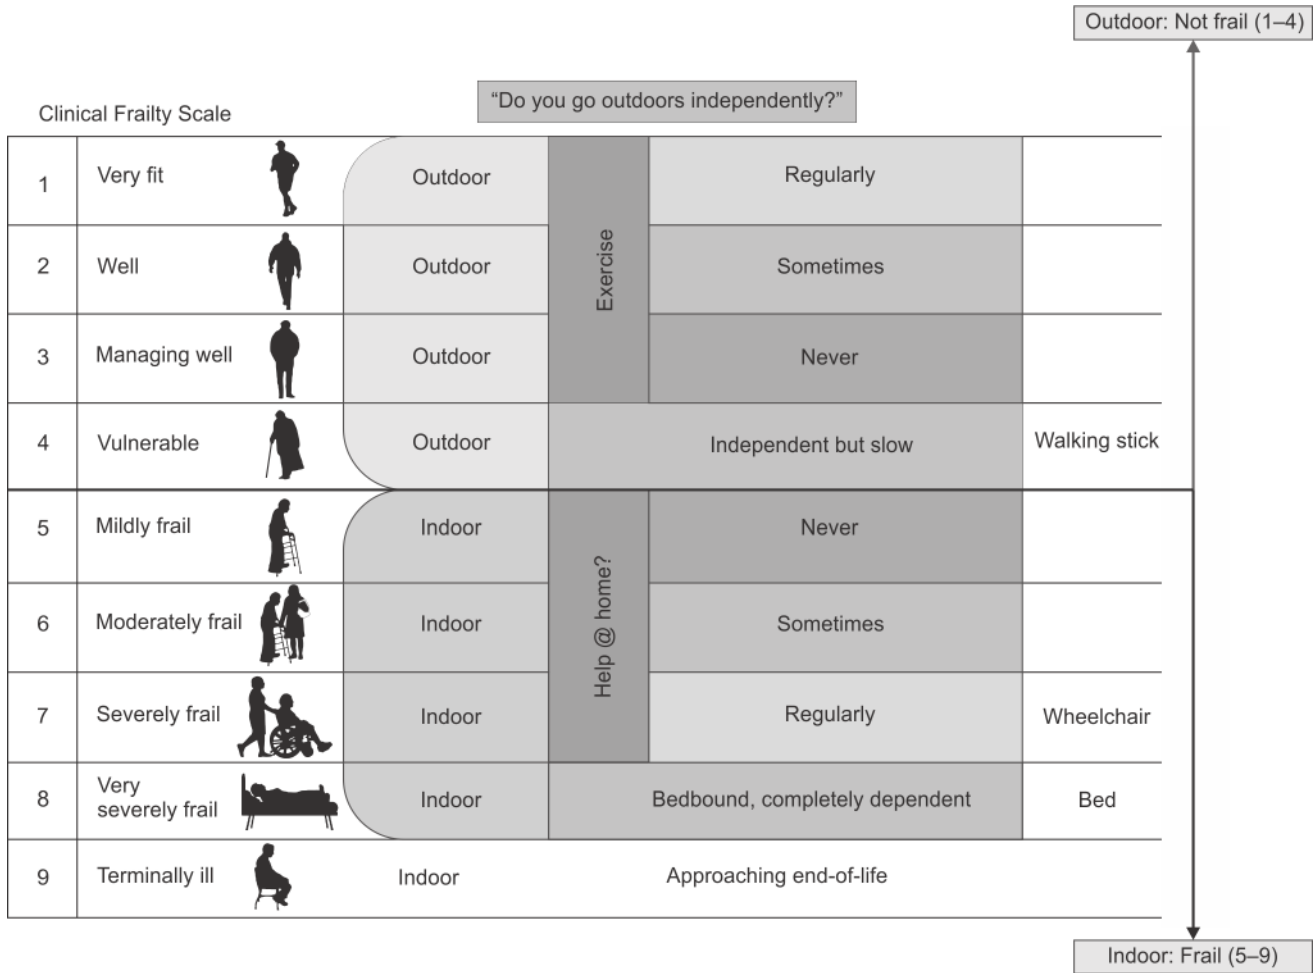 Outdoor: Not frail (1–4)
"Do you go outdoors independently?"
Clinical Frailty Scale
1 Very fit Outdoor Regularly
2 Well Outdoor Sometimes
Exercise
3 Managing well Outdoor Never
4 Vulnerable Outdoor Independent but slow Walking stick
5 Mildly frail Indoor Never
6 Moderately frail Indoor Sometimes
Help @ home?
7 Severely frail Indoor Regularly Wheelchair
8 Very
severely frail Indoor Bedbound, completely dependent Bed
9 Terminally ill Indoor Approaching end-of-life
Indoor: Frail (5–9)